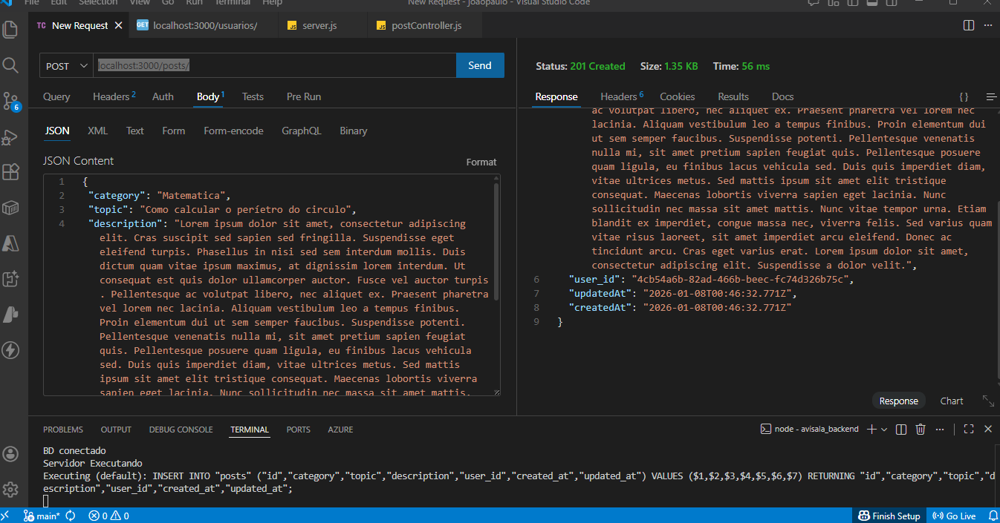 File Edit Selection View Go Run Terminal Help
New Request - joaopaulo - Visual Studio Code
TC New Request
GET localhost:3000/usuarios/
JS server.js
JS postController.js
POST
localhost:3000/posts/
Send
Status: 201 Created Size: 1.35 KB Time: 56 ms
Query Headers 2 Auth Body 1 Tests Pre Run
Response Headers 6 Cookies Results Docs { }
JSON XML Text Form Form-encode GraphQL Binary
JSON Content
Format
1 {
2 "category": "Matematica",
3 "topic": "Como calcular o períetro do circulo",
4 "description": "Lorem ipsum dolor sit amet, consectetur adipiscing
elit. Cras suscipit sed sapien sed fringilla. Suspendisse eget
eleifend turpis. Phasellus in nisi sed sem interdum mollis. Duis
dictum quam vitae ipsum maximus, at dignissim lorem interdum. Ut
consequat est quis dolor ullamcorper auctor. Fusce vel auctor turpis
. Pellentesque ac volutpat libero, nec aliquet ex. Praesent pharetra
vel lorem nec lacinia. Aliquam vestibulum leo a tempus finibus.
Proin elementum dui ut sem semper faucibus. Suspendisse potenti.
Pellentesque venenatis nulla mi, sit amet pretium sapien feugiat
quis. Pellentesque posuere quam ligula, eu finibus lacus vehicula
sed. Duis quis imperdiet diam, vitae ultrices metus. Sed mattis
ipsum sit amet elit tristique consequat. Maecenas lobortis viverra
sapien eget lacinia. Nunc sollicitudin nec massa sit amet mattis.
ac volutpat libero, nec aliquet ex. Praesent pharetra vel lorem nec
lacinia. Aliquam vestibulum leo a tempus finibus. Proin elementum dui
ut sem semper faucibus. Suspendisse potenti. Pellentesque venenatis
nulla mi, sit amet pretium sapien feugiat quis. Pellentesque posuere
quam ligula, eu finibus lacus vehicula sed. Duis quis imperdiet diam,
vitae ultrices metus. Sed mattis ipsum sit amet elit tristique
consequat. Maecenas lobortis viverra sapien eget lacinia. Nunc
sollicitudin nec massa sit amet mattis. Nunc vitae tempor urna. Etiam
blandit ex imperdiet, congue massa nec, viverra felis. Sed varius quam
vitae risus laoreet, sit amet imperdiet arcu eleifend. Donec ac
tincidunt arcu. Cras eget varius erat. Lorem ipsum dolor sit amet,
consectetur adipiscing elit. Suspendisse a dolor velit.",
6 "user_id": "4cb54a6b-82ad-466b-beec-fc74d326b75c",
7 "updatedAt": "2026-01-08T00:46:32.771Z",
8 "createdAt": "2026-01-08T00:46:32.771Z"
9 }
Response Chart
PROBLEMS OUTPUT DEBUG CONSOLE TERMINAL PORTS AZURE
node - avisala_backend
BD conectado
Servidor Executando
Executing (default): INSERT INTO "posts" ("id","category","topic","description","user_id","created_at","updated_at") VALUES ($1,$2,$3,$4,$5,$6,$7) RETURNING "id","category","topic","d
escription","user_id","created_at","updated_at";
6
main* 0 0
Finish Setup Go Live